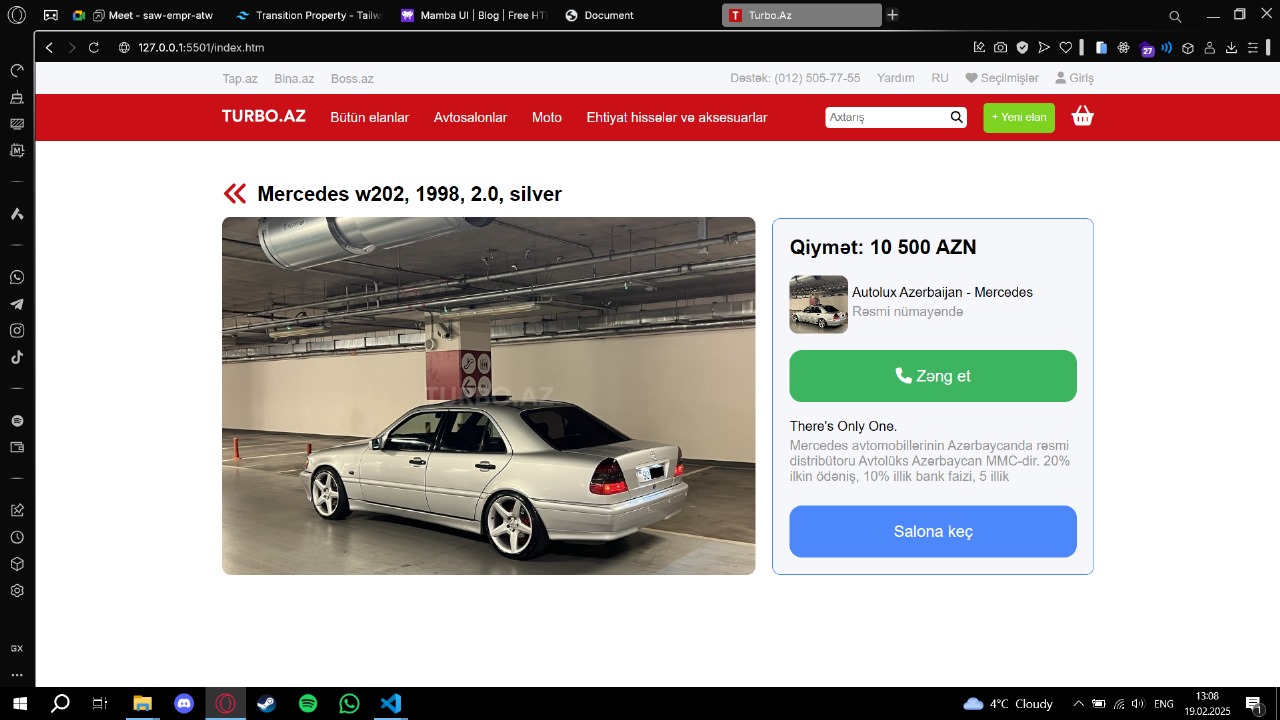 Meet - saw-empr-atw
Transition Property - Tailw
Mamba UI | Blog | Free HT
Document
Turbo.Az
127.0.0.1:5501/index.htm
27
Tap.az Bina.az Boss.az
Dəstək: (012) 505-77-55 Yardım RU Seçilmişlər Giriş
TURBO.AZ Bütün elanlar Avtosalonlar Moto Ehtiyat hissələr və aksesuarlar
Axtarış
+ Yeni elan
Mercedes w202, 1998, 2.0, silver
TURBO.AZ
Qiymət: 10 500 AZN
Autolux Azerbaijan - Mercedes
Rəsmi nümayəndə
Zəng et
There's Only One.
Mercedes avtomobillərinin Azərbaycanda rəsmi
distribütoru Avtolüks Azərbaycan MMC-dir. 20%
ilkin ödəniş, 10% illik bank faizi, 5 illik
Salona keç
GX
4°C Cloudy
ENG
13:08
19.02.2025
1